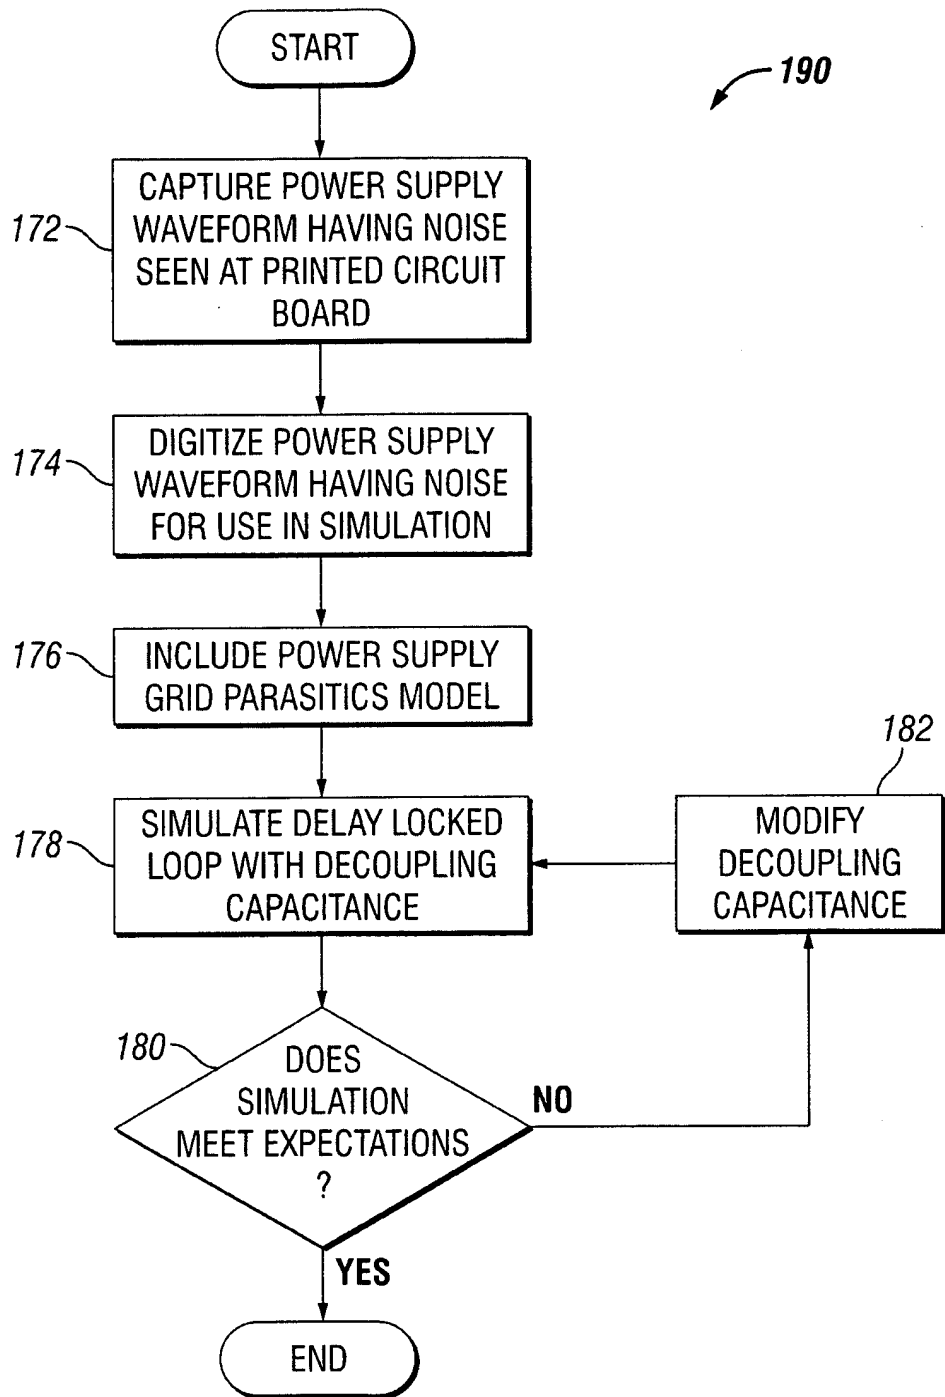 START
190
172
CAPTURE POWER SUPPLY
WAVEFORM HAVING NOISE
SEEN AT PRINTED CIRCUIT
BOARD
174
DIGITIZE POWER SUPPLY
WAVEFORM HAVING NOISE
FOR USE IN SIMULATION
176
INCLUDE POWER SUPPLY
GRID PARASITICS MODEL
178
SIMULATE DELAY LOCKED
LOOP WITH DECOUPLING
CAPACITANCE
182
MODIFY
DECOUPLING
CAPACITANCE
180
DOES
SIMULATION
MEET EXPECTATIONS
?
NO
YES
END